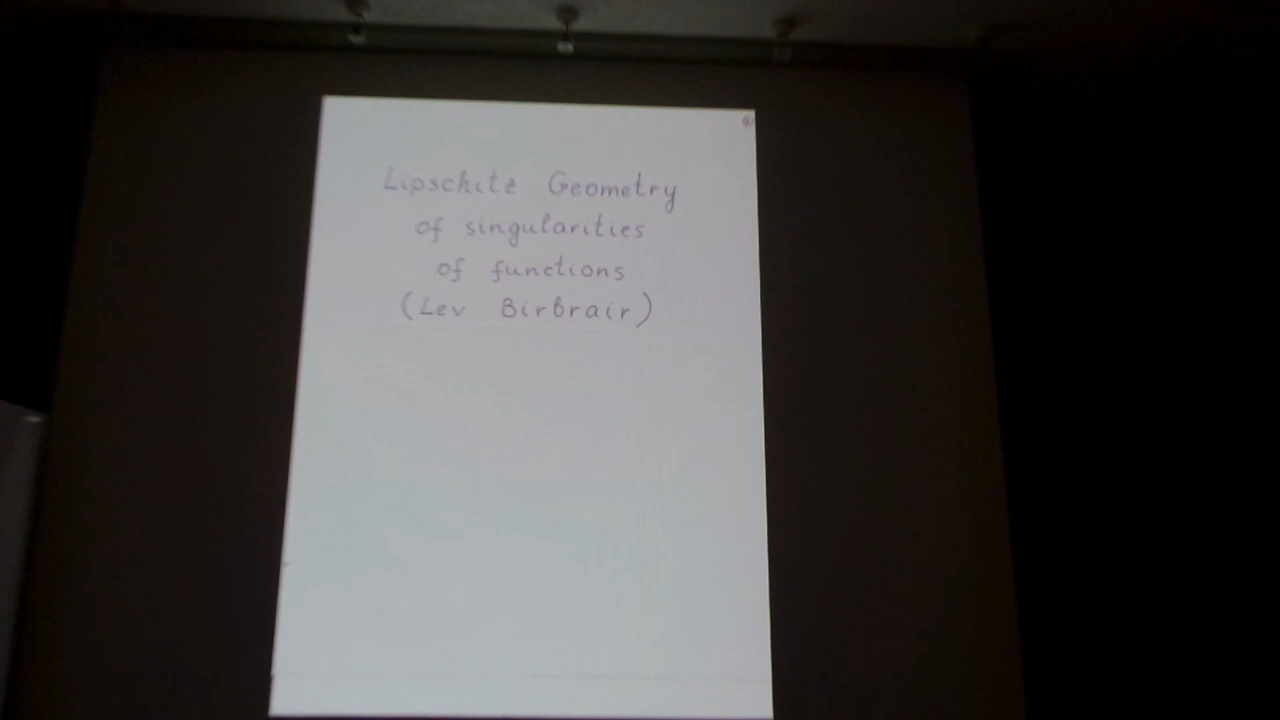 Lipschitz Geometry
of singularities
of functions
(Lev Birbrair)